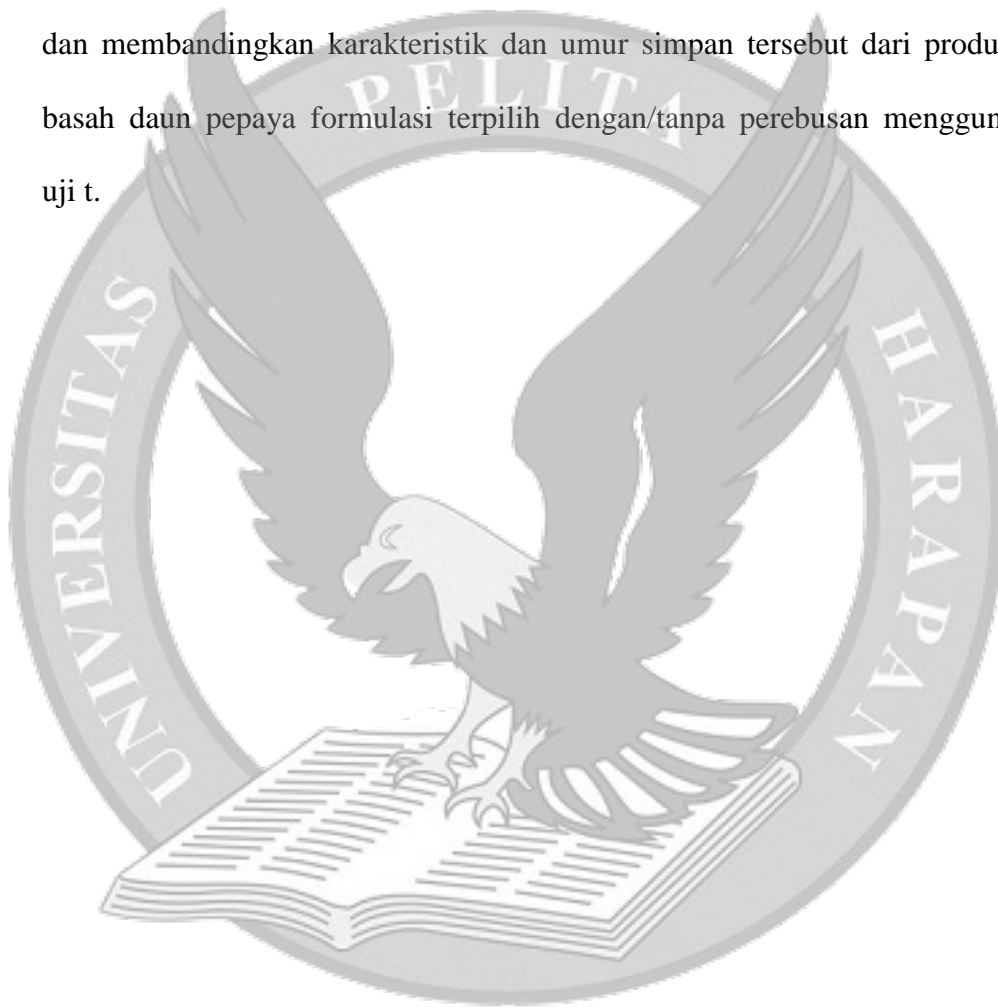 dan membandingkan karakteristik dan umur simpan tersebut dari produ
basah daun pepaya formulasi terpilih dengan/tanpa perebusan menggun
uji t.
UNIVERSITAS PELITA HARAPAN